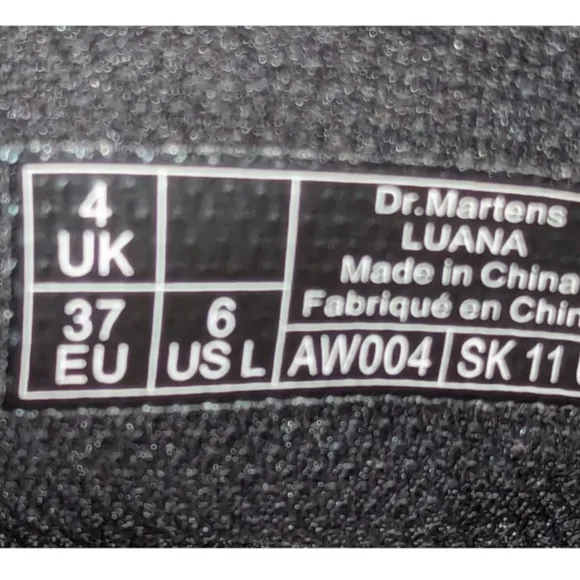 4
UK
37
EU
6
US L
Dr.Martens
LUANA
Made in China
Fabriqué en Chin
AW004
SK 11